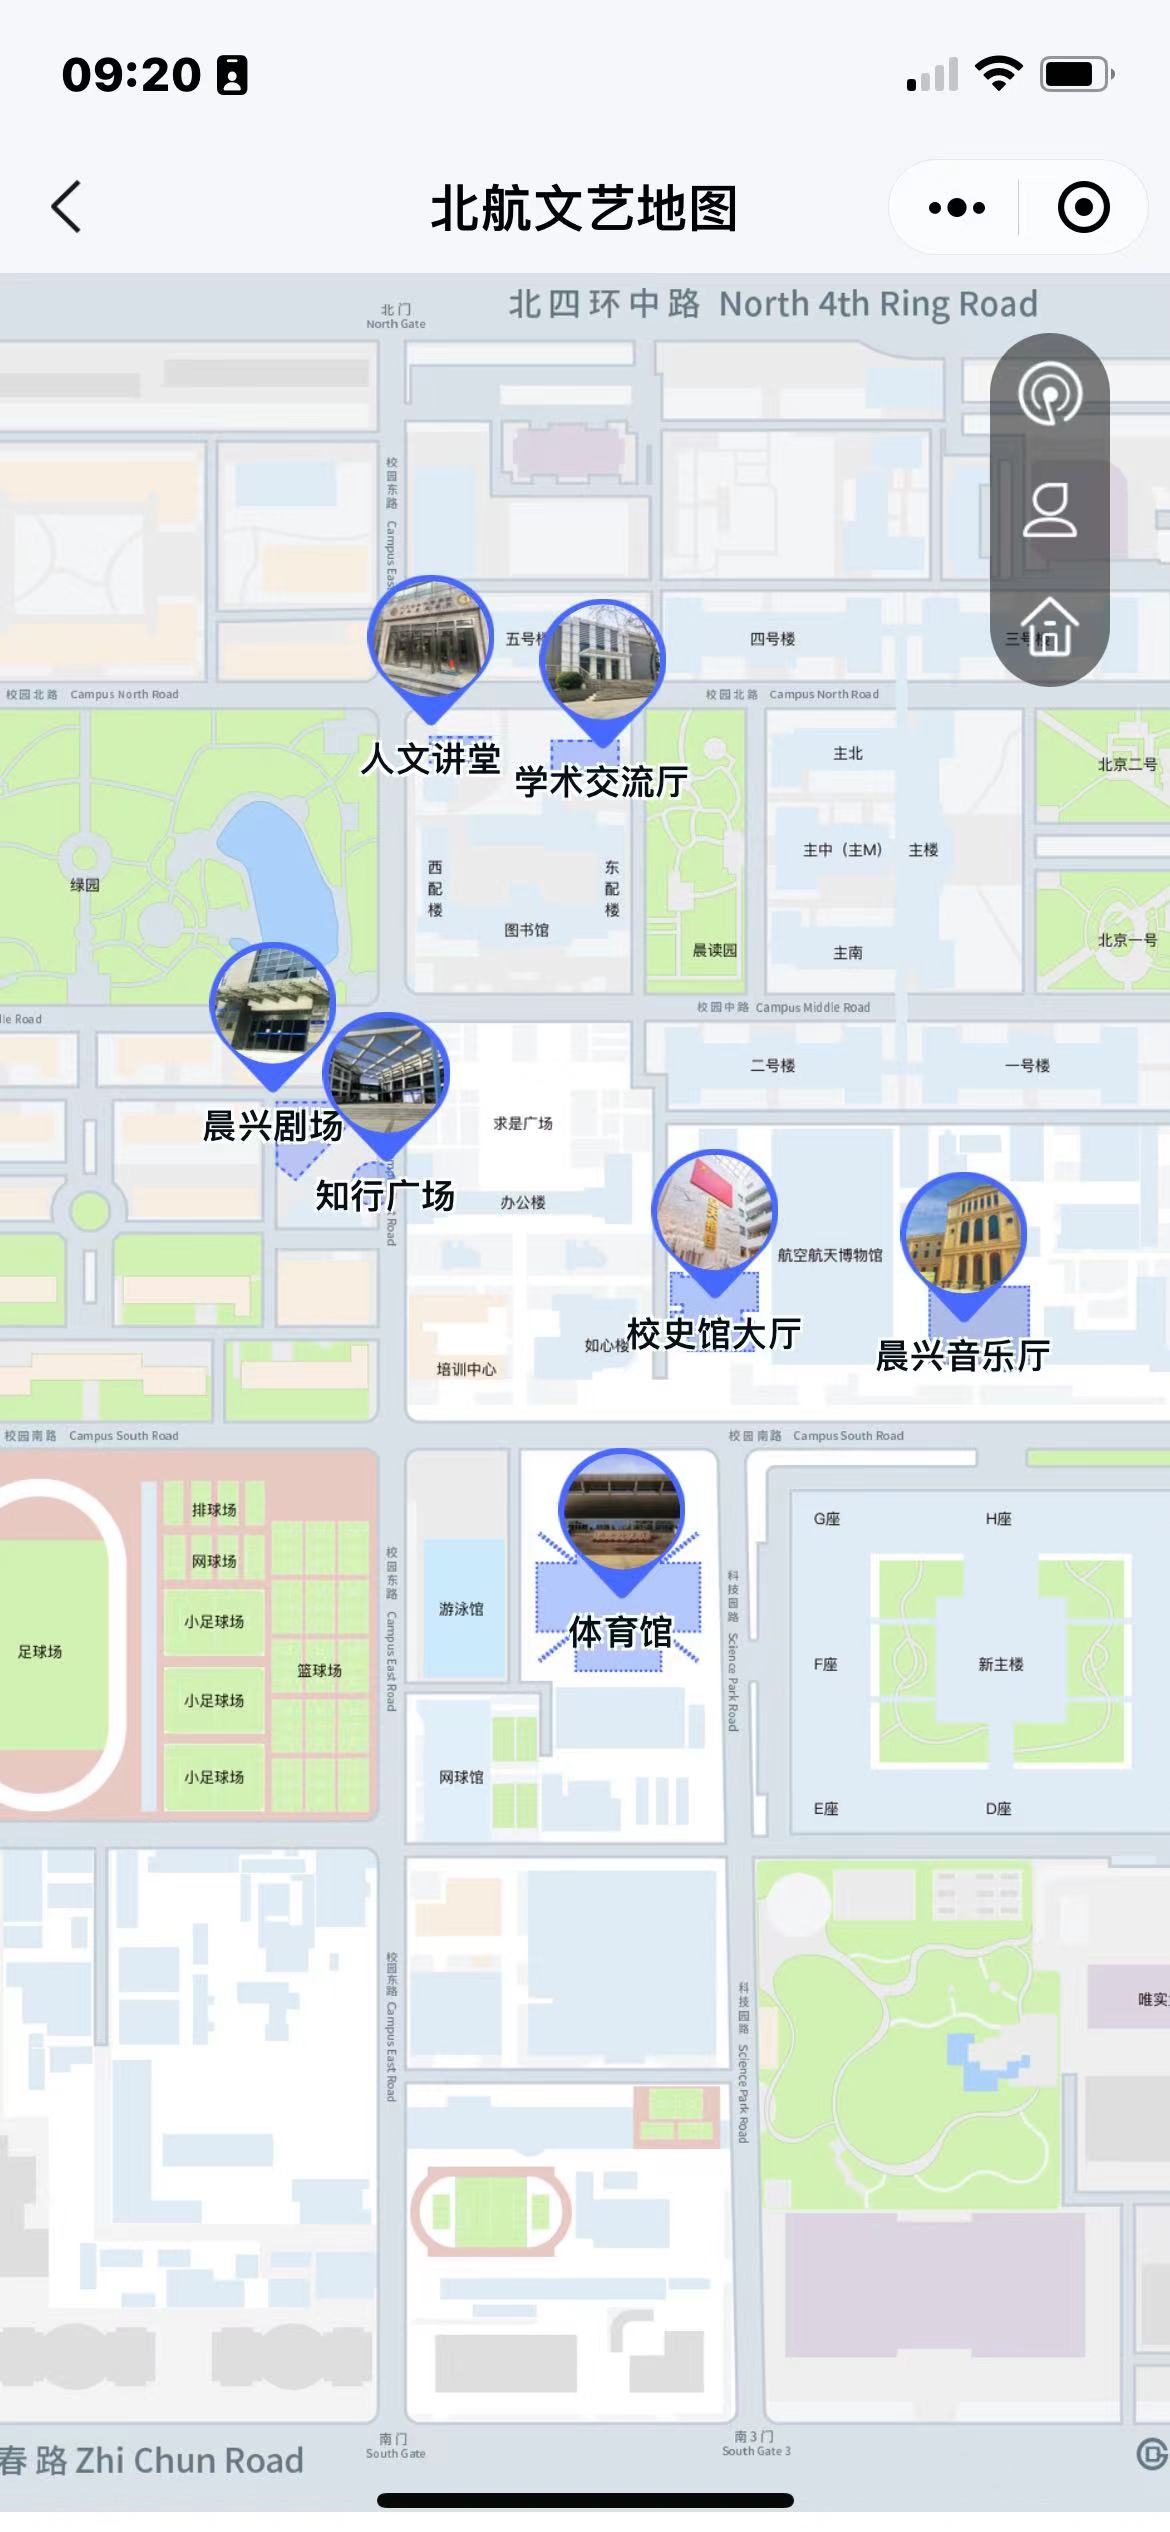 09:20
北航文艺地图
北四环中路 North 4th Ring Road
北门
North Gate
校园东路 Campus East
五号楼
四号楼
三号楼
校园北路 Campus North Road
校园北路 Campus North Road
人文讲堂
学术交流厅
主北
北京二号
主中（主M）
主楼
西配楼
东配楼
绿园
图书馆
晨读园
主南
北京一号
校园中路 Campus Middle Road
dle Road
二号楼
一号楼
晨兴剧场
求是广场
知行广场
办公楼
t Road
航空航天博物馆
校史馆大厅
如心楼
晨兴音乐厅
培训中心
校园南路 Campus South Road
校园南路 Campus South Road
排球场
网球场
小足球场
足球场
篮球场
小足球场
小足球场
校园东路 Campus East Road
游泳馆
体育馆
科技园路 Science Park Road
G座
H座
F座
新主楼
网球馆
E座
D座
校园东路 Campus East Road
科技园路 Science Park Road
唯实
春路 Zhi Chun Road
南门
South Gate
南3门
South Gate 3